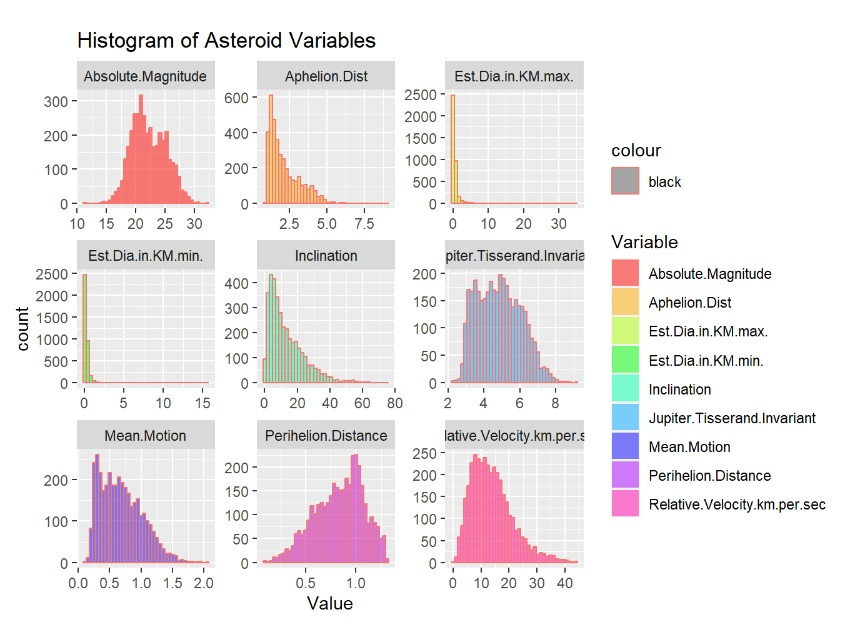 Histogram of Asteroid Variables
Absolute.Magnitude
0
100
200
300
10 15 20 25 30
Aphelion.Dist
0
200
400
600
2.5 5.0 7.5
Est.Dia.in.KM.max.
0
500
1000
1500
2000
2500
0 10 20 30
Est.Dia.in.KM.min.
0
500
1000
1500
2000
2500
0 5 10 15
Inclination
0
100
200
300
400
0 20 40 60 80
piter.Tisserand.Invaria
0
50
100
150
200
2 4 6 8
Mean.Motion
0
100
200
0.0 0.5 1.0 1.5 2.0
Perihelion.Distance
0
50
100
150
200
0.5 1.0
lative.Velocity.km.per.s
0
50
100
150
200
250
0 10 20 30 40
count
Value
colour
black
Variable
Absolute.Magnitude
Aphelion.Dist
Est.Dia.in.KM.max.
Est.Dia.in.KM.min.
Inclination
Jupiter.Tisserand.Invariant
Mean.Motion
Perihelion.Distance
Relative.Velocity.km.per.sec